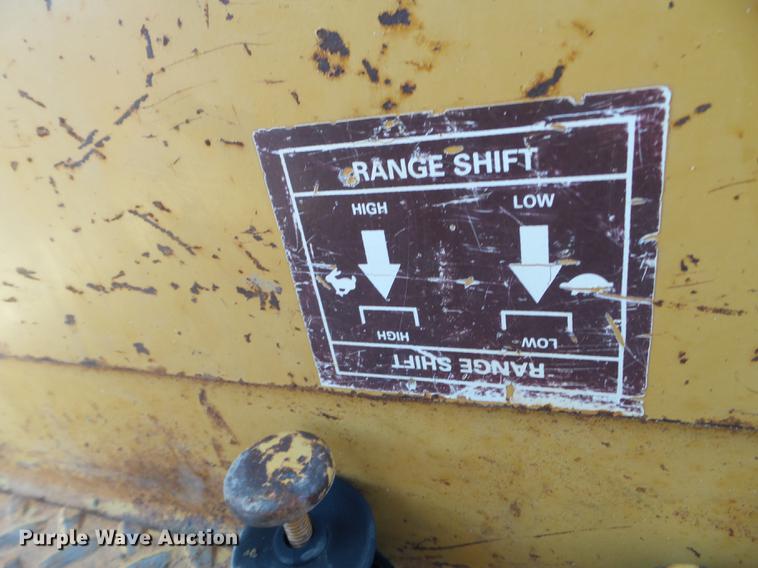 RANGE SHIFT
HIGH LOW
HIGH LOW
RANGE SHIFT
Purple Wave Auction